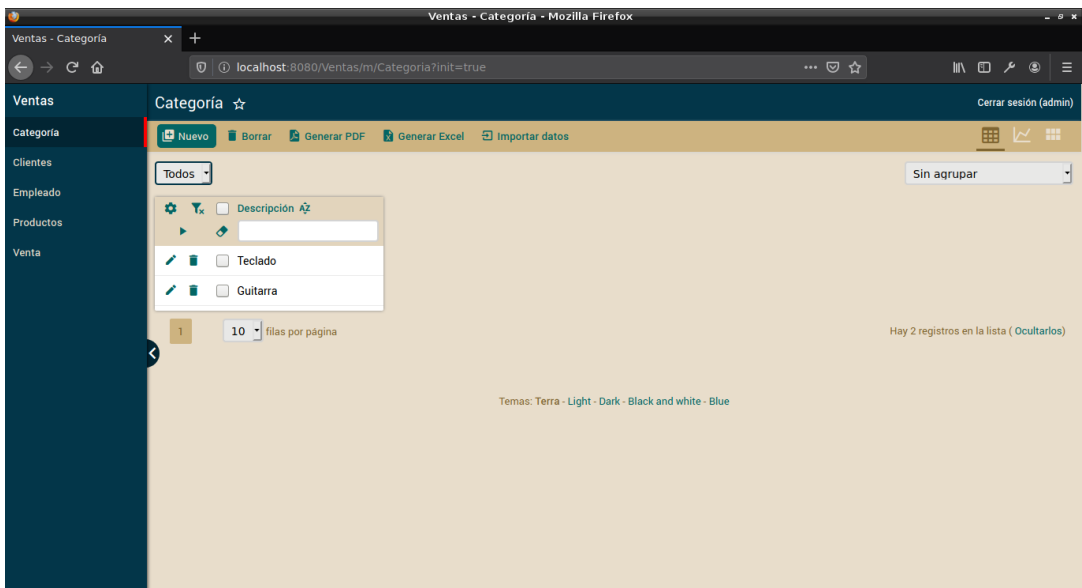 Ventas - Categoría - Mozilla Firefox
Ventas - Categoría
localhost:8080/Ventas/m/Categoria?init=true
Ventas
Categoría
Cerrar sesión (admin)
Categoría
Clientes
Empleado
Productos
Venta
Nuevo Borrar Generar PDF Generar Excel Importar datos
Todos
Sin agrupar
Descripción AZ
Teclado
Guitarra
1
10 filas por página
Hay 2 registros en la lista ( Ocultarlos)
Temas: Terra - Light - Dark - Black and white - Blue